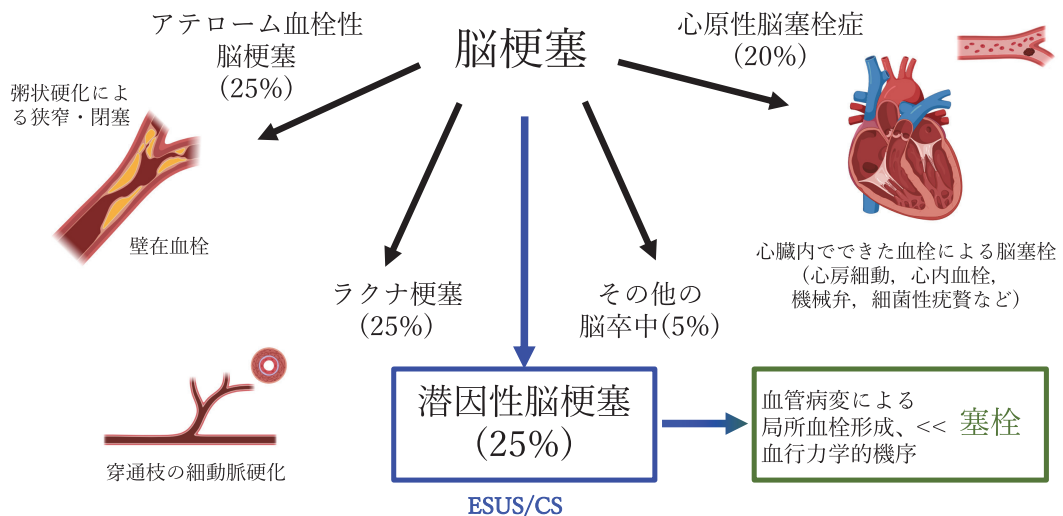 脳梗塞
アテローム血栓性
脳梗塞
(25%)
粥状硬化によ
る狭窄・閉塞
壁在血栓
心原性脳塞栓症
(20%)
心臓内でできた血栓による脳塞栓
(心房細動，心内血栓，
機械弁，細菌性疣贅など)
ラクナ梗塞
(25%)
その他の
脳卒中(5%)
穿通枝の細動脈硬化
潜因性脳梗塞
(25%)
ESUS/CS
血管病変による
局所血栓形成、<< 塞栓
血行力学的機序